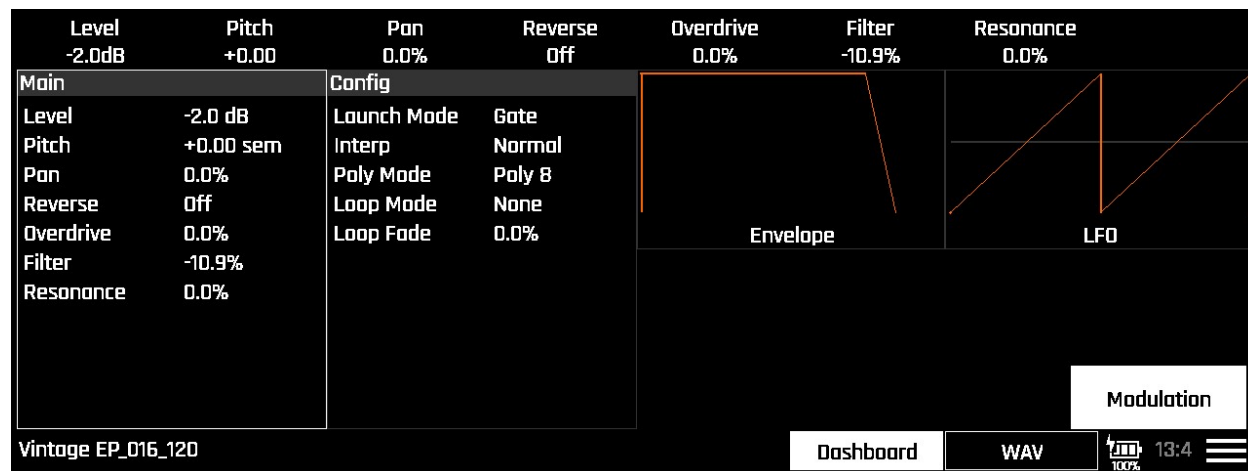 Level Pitch Pan Reverse Overdrive Filter Resonance
-2.0dB +0.00 0.0% Off 0.0% -10.9% 0.0%
Main Config
Level -2.0 dB Launch Mode Gate
Pitch +0.00 sem Interp Normal
Pan 0.0% Poly Mode Poly 8
Reverse Off Loop Mode None
Overdrive 0.0% Loop Fade 0.0% Envelope LFO
Filter -10.9%
Resonance 0.0%
Modulation
Vintage EP_016_120 Dashboard WAV 13:4
100%